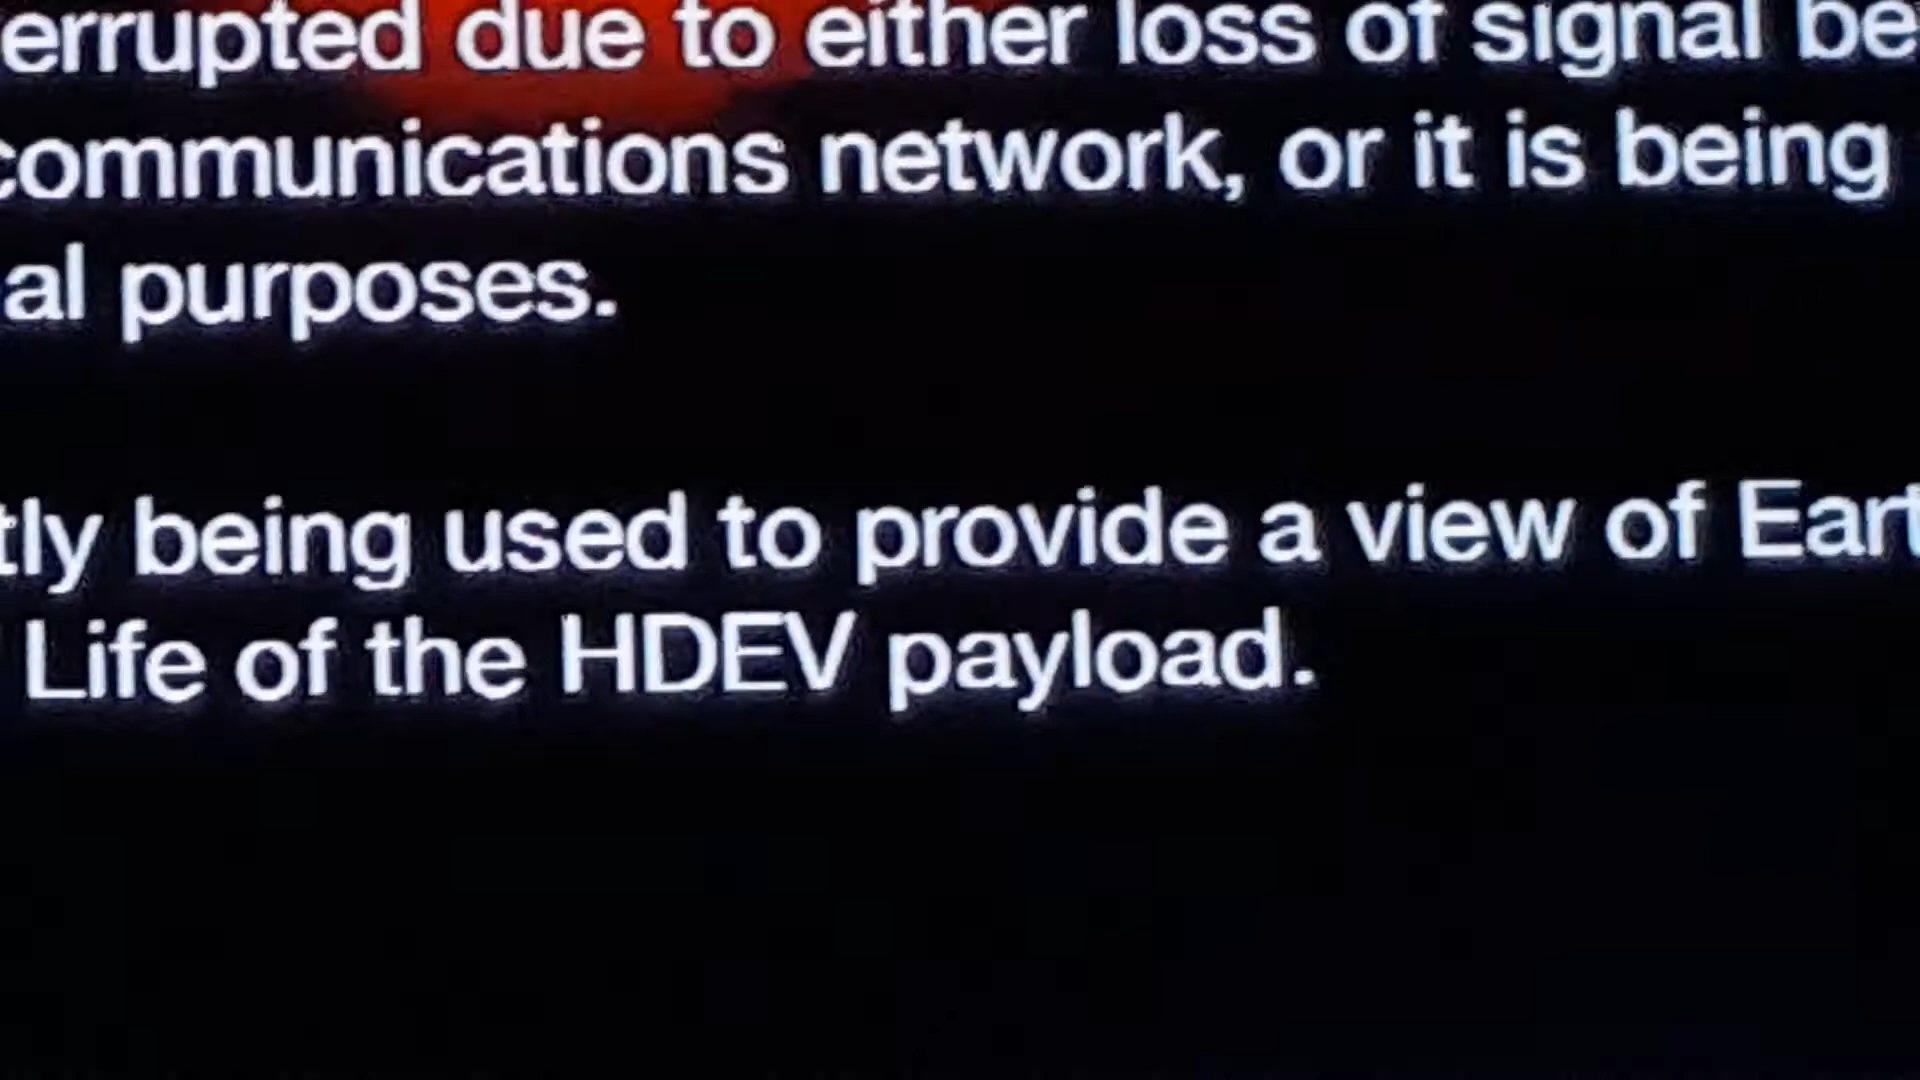 errupted due to either loss of signal be
communications network, or it is being
al purposes.
tly being used to provide a view of Eart
Life of the HDEV payload.